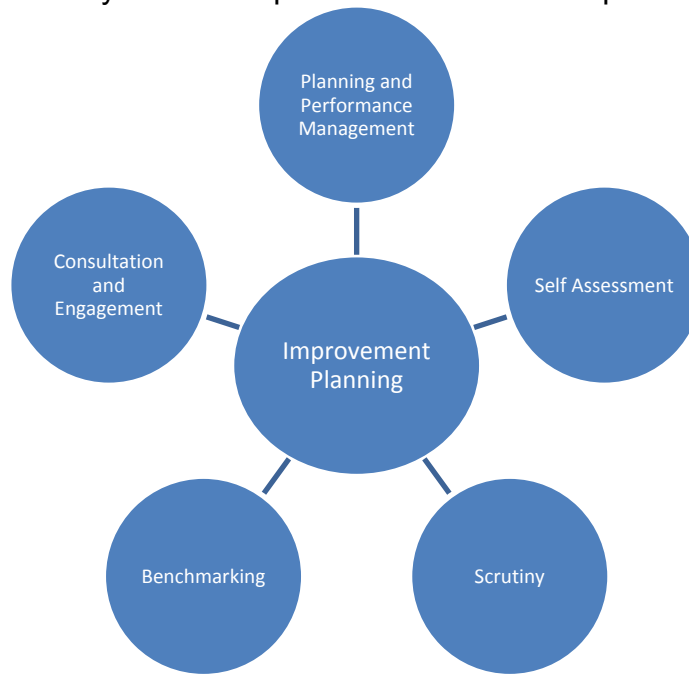 Planning and
Performance
Management
Consultation
and
Engagement
Self Assessment
Improvement
Planning
Benchmarking
Scrutiny